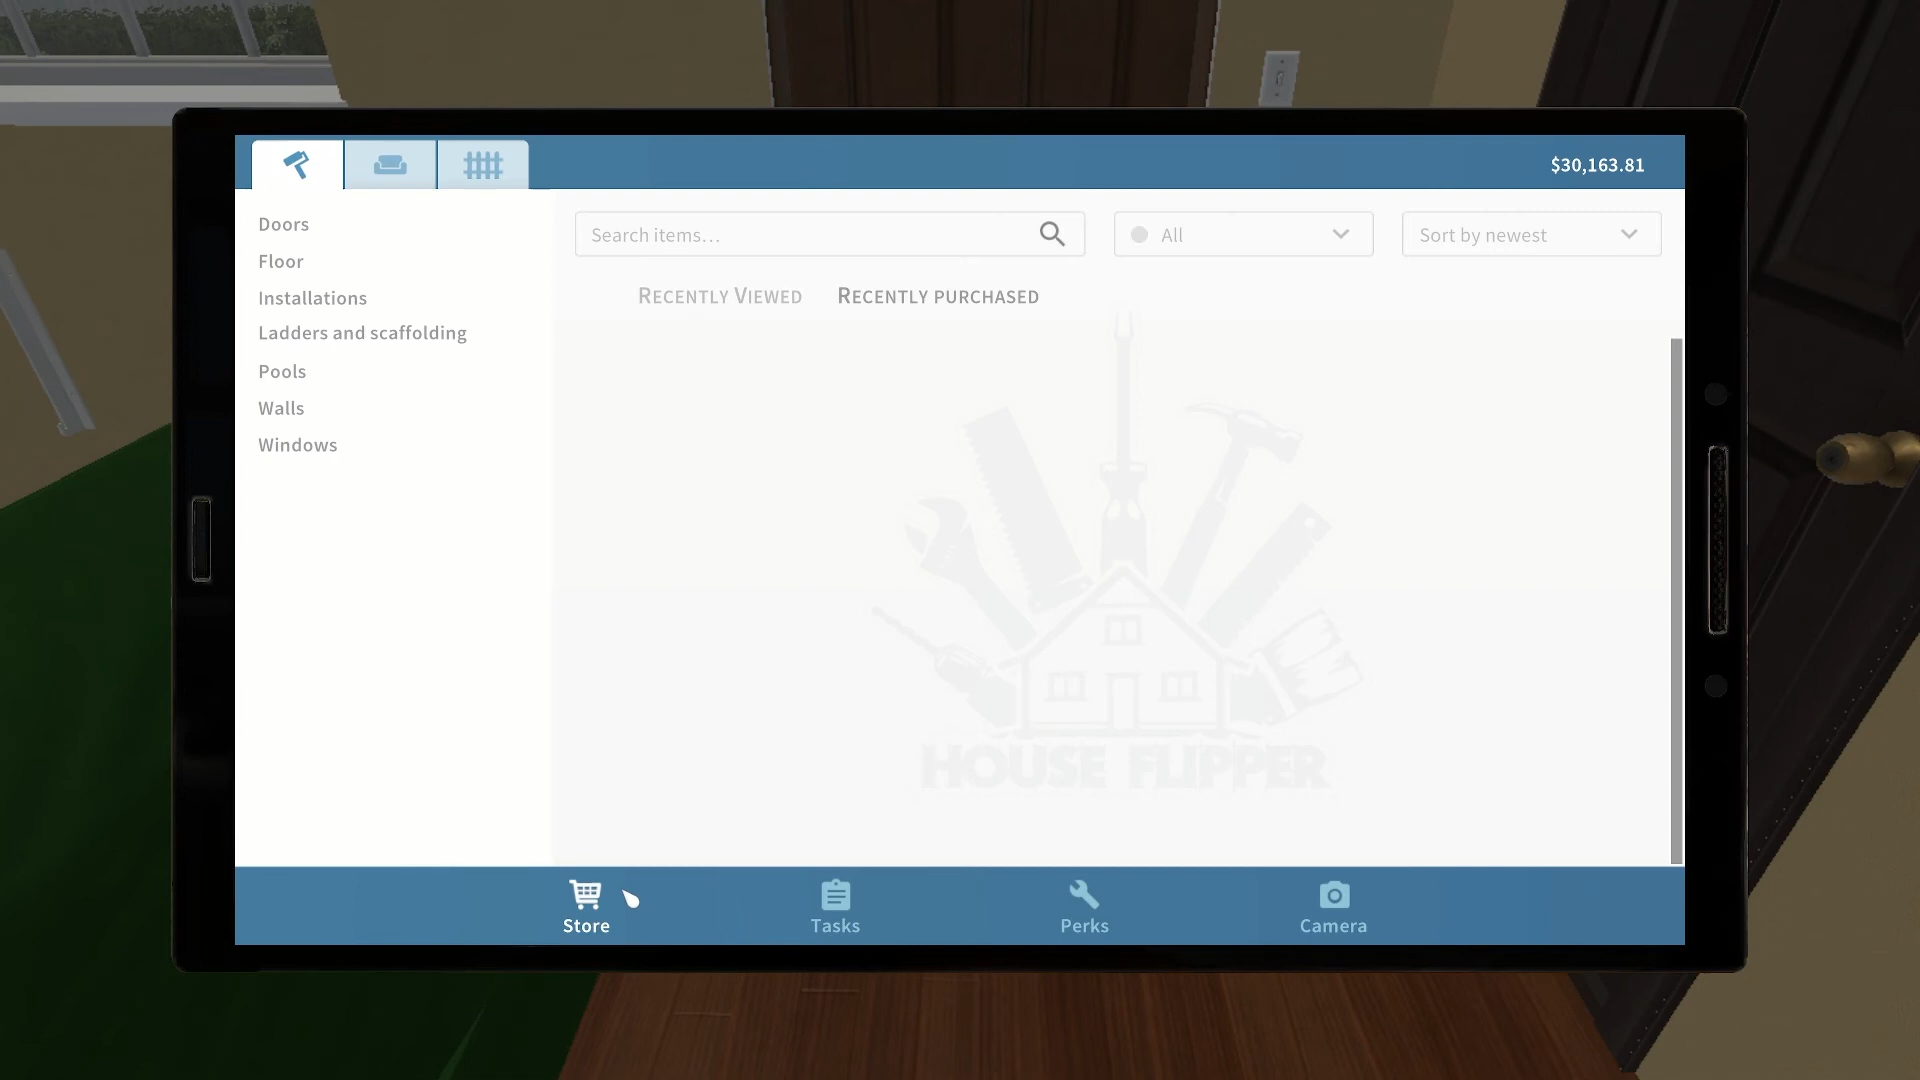 $30,163.81
Doors
Floor
Installations
Ladders and scaffolding
Pools
Walls
Windows
Search items...
All
Sort by newest
RECENTLY VIEWED
RECENTLY PURCHASED
HOUSE FLIPPER
Store
Tasks
Perks
Camera